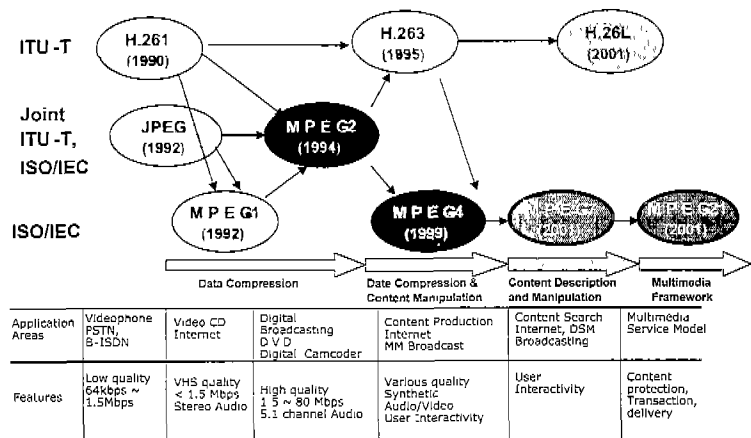 ITU -T
H.261
(1990)
H.263
(1895)
H.26L
(2001)
Joint
ITU -T,
ISO/IEC
JPEG
(1992)
M P E G2
(1994)
ISO/IEC
M P E G1
(1992)
M P E G4
(1999)
(2001)
Data Compression
Date Compression &
Content Manipulation
Content Description
and Manipulation
Multimodia
Framework
Application
Areas
Videophone
PSTN,
B-ISDN
Video CD
Internet
Digital
Broadcasting
D V D
Digital Camcoder
Content Production
Internet
MM Broadcast
Content Search
Internet, DSM
Broadcasting
Multimedia
Service Model
Features
Low quality
64kbps ~
1.5Mbps
VHS quality
< 1.5 Mbps
Stereo Audio
High quality
1 5 ~ 80 Mbps
5.1 channel Audio
Various quality
Synthetic
Audio/Video
User Interactivity
User
Interactivity
Content
protection,
Transaction,
delivery